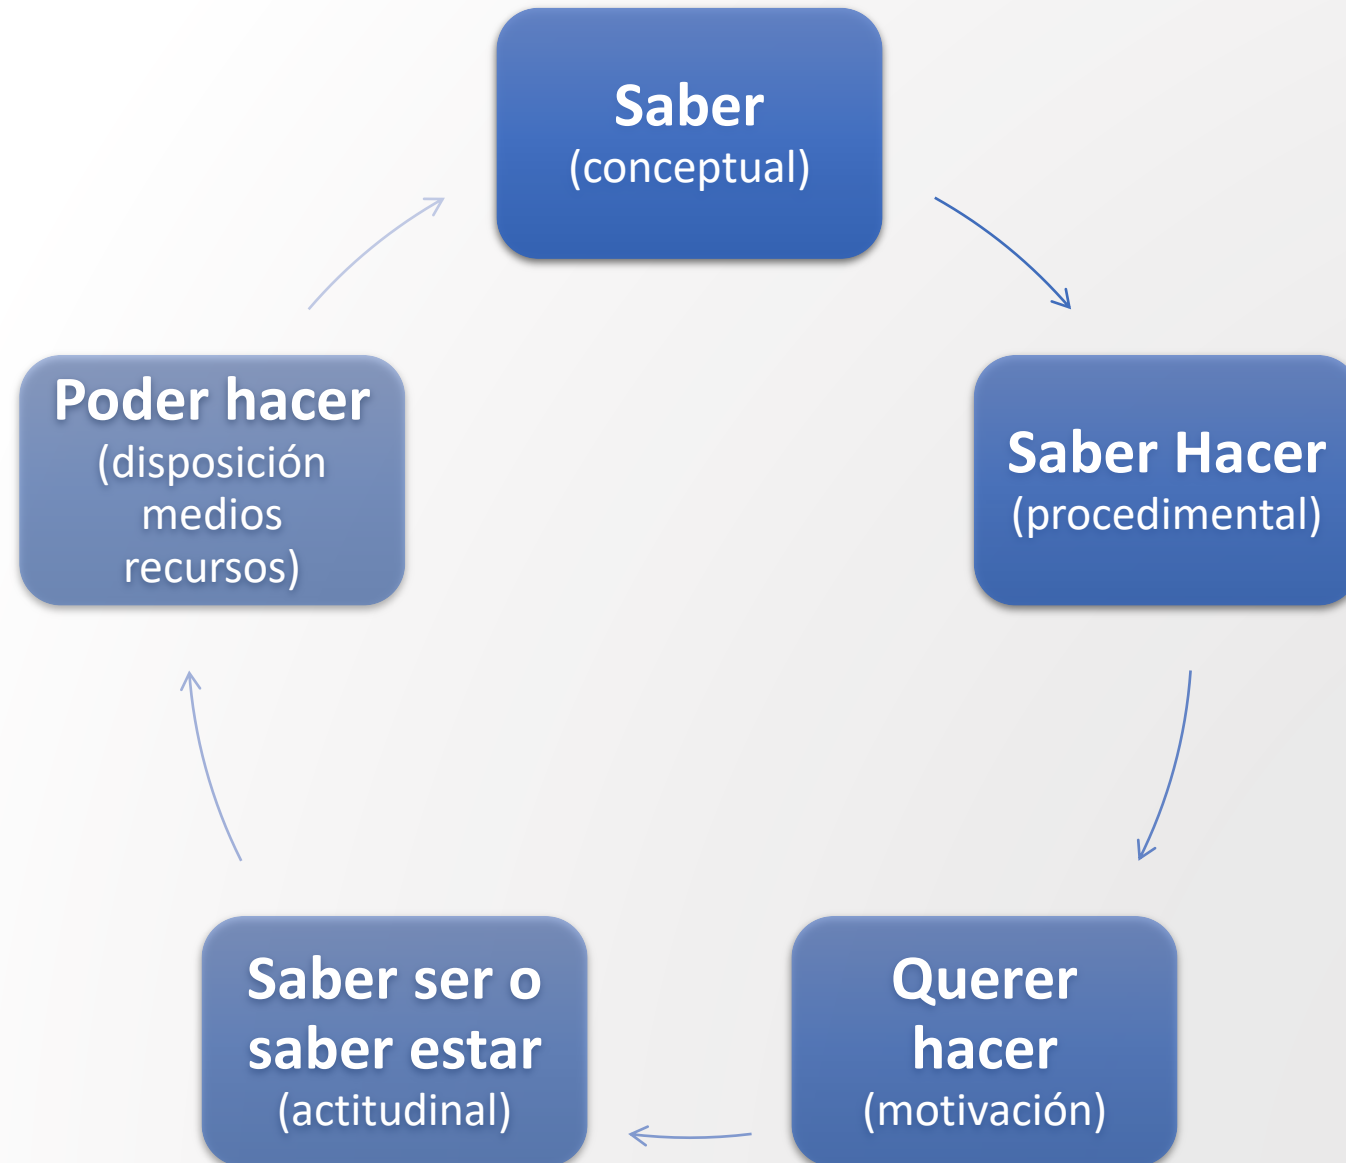 Saber
(conceptual)
Saber Hacer
(procedimental)
Querer
hacer
(motivación)
Saber ser o
saber estar
(actitudinal)
Poder hacer
(disposición
medios
recursos)